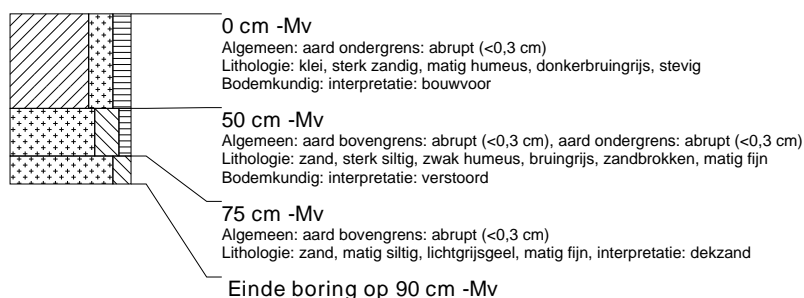 0 cm -Mv
Algemeen: aard ondergrens: abrupt (<0,3 cm)
Lithologie: klei, sterk zandig, matig humeus, donkerbruingrijs, stevig
Bodemkundig: interpretatie: bouwvoor
50 cm -Mv
Algemeen: aard bovengrens: abrupt (<0,3 cm), aard ondergrens: abrupt (<0,3 cm)
Lithologie: zand, sterk siltig, zwak humeus, bruingrijs, zandbrokken, matig fijn
Bodemkundig: interpretatie: verstoord
75 cm -Mv
Algemeen: aard bovengrens: abrupt (<0,3 cm)
Lithologie: zand, matig siltig, lichtgrijsgeel, matig fijn, interpretatie: dekzand
Einde boring op 90 cm -Mv